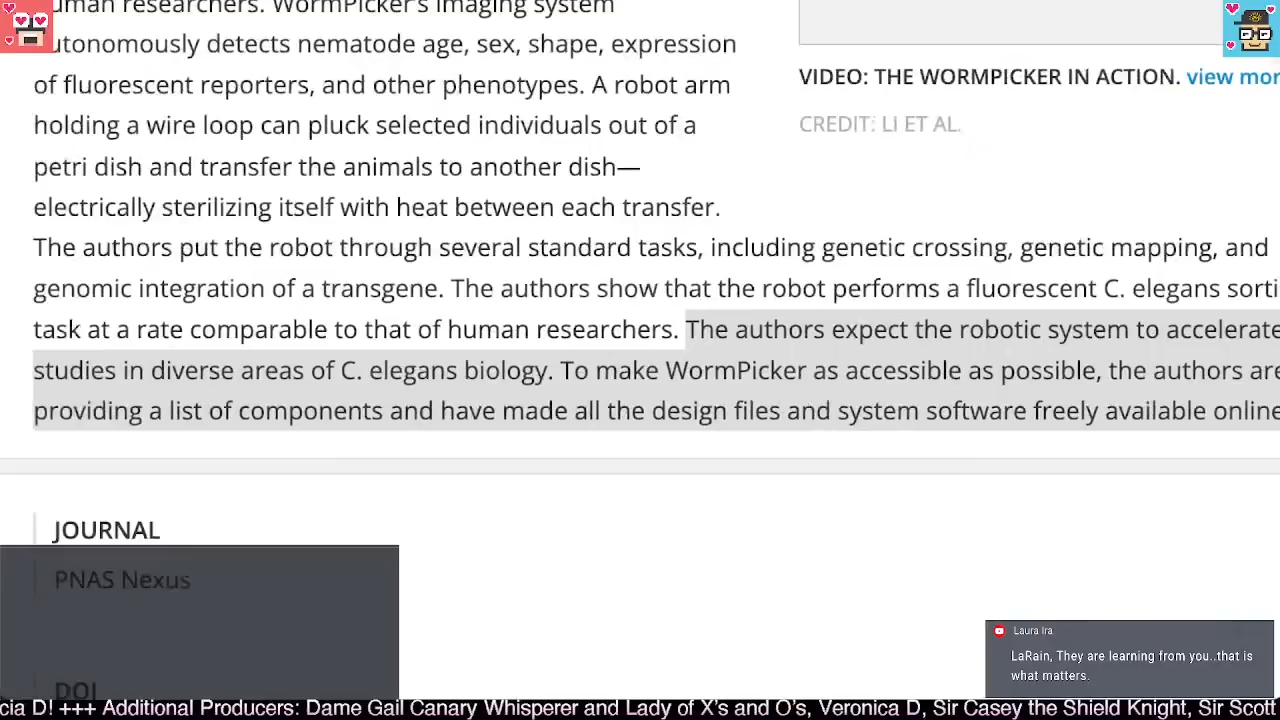 uman researchers. WormPicker's imaging system
utonomously detects nematode age, sex, shape, expression
of fluorescent reporters, and other phenotypes. A robot arm
holding a wire loop can pluck selected individuals out of a
petri dish and transfer the animals to another dish—
electrically sterilizing itself with heat between each transfer.
The authors put the robot through several standard tasks, including genetic crossing, genetic mapping, and
genomic integration of a transgene. The authors show that the robot performs a fluorescent C. elegans sorti
task at a rate comparable to that of human researchers. The authors expect the robotic system to accelerate
studies in diverse areas of C. elegans biology. To make WormPicker as accessible as possible, the authors are
providing a list of components and have made all the design files and system software freely available online
VIDEO: THE WORMPICKER IN ACTION. view mor
CREDIT: LI ET AL.
JOURNAL
PNAS Nexus
DOI
Laura Ira
LaRain, They are learning from you..that is
what matters.
cia D! +++ Additional Producers: Dame Gail Canary Whisperer and Lady of X's and O's, Veronica D, Sir Casey the Shield Knight, Sir Scott